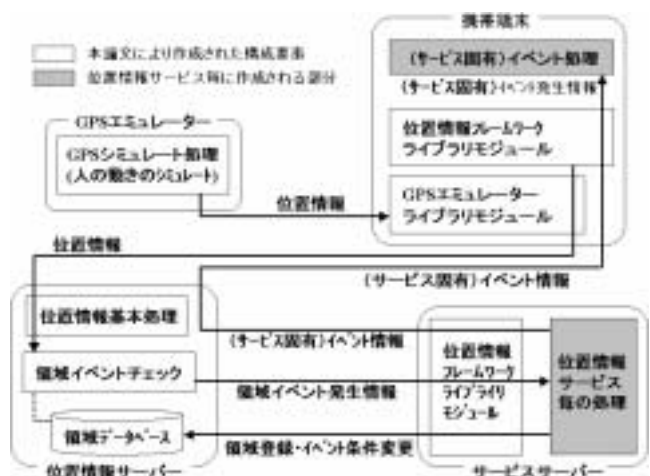 携帯端末
本論文により作成された構成要素
位置情報サービス毎に作成される部分
(サービス固有)イベント処理
(サービス固有)イベント発生情報
GPSエミュレーター
GPSシミュレート処理
(人の動きのシミュレート)
位置情報フレームワーク
ライブラリモジュール
位置情報
GPSエミュレーター
ライブラリモジュール
位置情報
(サービス固有)イベント情報
位置情報基本処理
(サービス固有)イベント情報
領域イベントチェック
領域イベント発生情報
位置情報
フレームワーク
ライブライリ
モジュール
位置情報
サービス
毎の処理
領域データベース
領域登録・イベント条件変更
位置情報サーバー
サービスサーバー